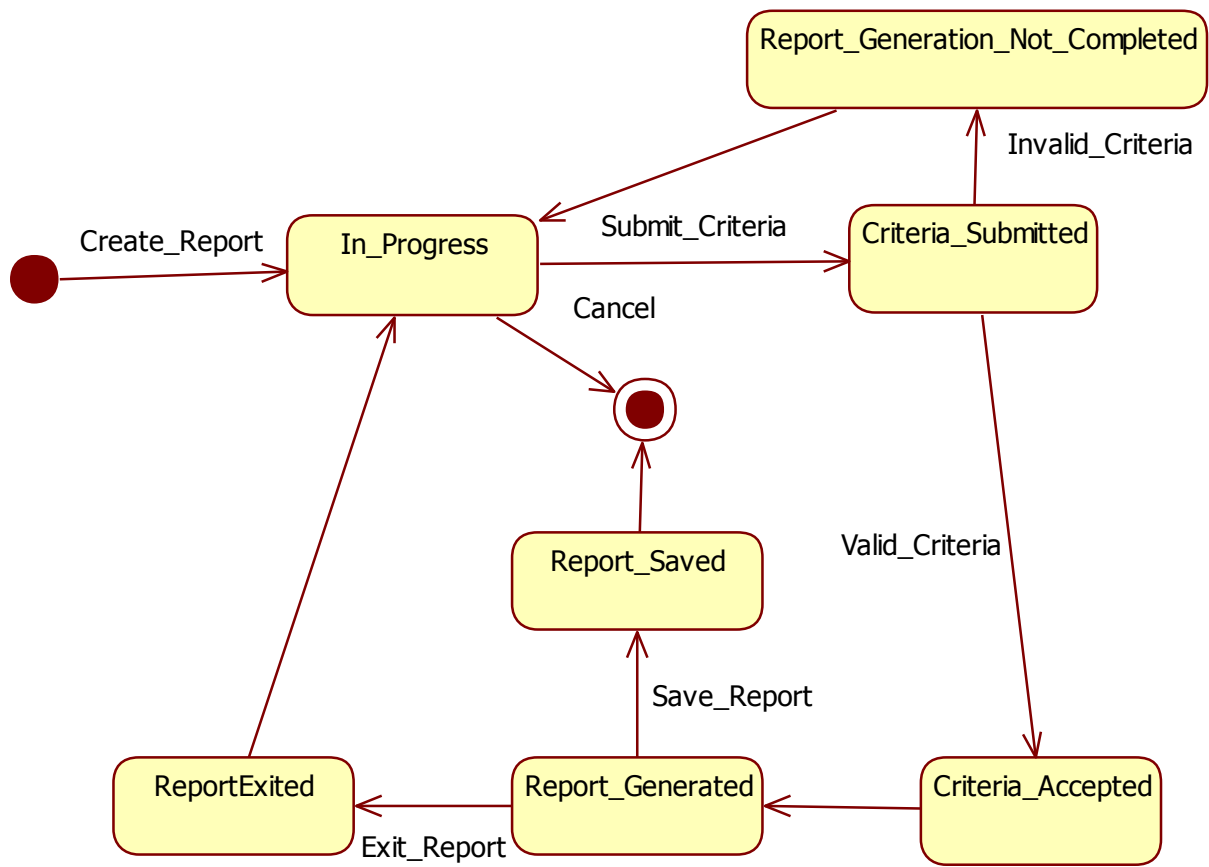 Report_Generation_Not_Completed
Invalid_Criteria
Create_Report
In_Progress
Submit_Criteria
Criteria_Submitted
Cancel
Report_Saved
Valid_Criteria
Save_Report
ReportExited
Report_Generated
Criteria_Accepted
Exit_Report